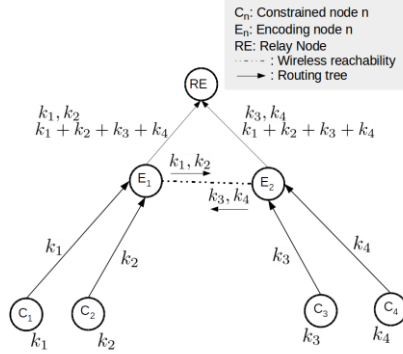 Cₙ: Constrained node n
Eₙ: Encoding node n
RE: Relay Node
: Wireless reachability
: Routing tree
RE
k₁, k₂
k₁ + k₂ + k₃ + k₄
k₃, k₄
k₁ + k₂ + k₃ + k₄
E₁
k₁, k₂
k₃, k₄
E₂
k₁
k₂
k₃
k₄
C₁
C₂
C₃
C₄
k₁
k₂
k₃
k₄